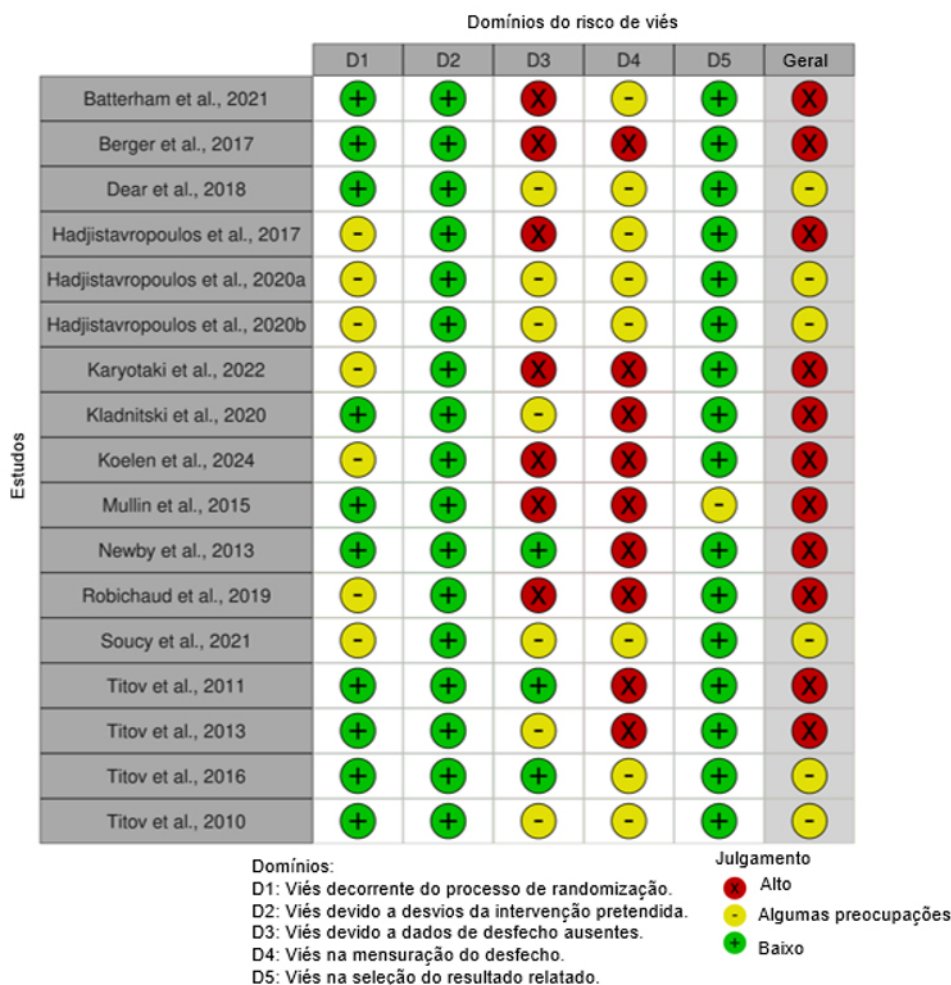 Domínios do risco de viés
D1 D2 D3 D4 D5 Geral
Estudos
Batterham et al., 2021 + + X - + X
Berger et al., 2017 + + X X + X
Dear et al., 2018 + + - - + -
Hadjistavropoulos et al., 2017 - + X - + X
Hadjistavropoulos et al., 2020a - + - - + -
Hadjistavropoulos et al., 2020b - + - - + -
Karyotaki et al., 2022 - + X X + X
Kladnitski et al., 2020 + + - X + X
Koelen et al., 2024 - + X X + X
Mullin et al., 2015 + + X X - X
Newby et al., 2013 + + + X + X
Robichaud et al., 2019 - + X X + X
Soucy et al., 2021 - + - - + -
Titov et al., 2011 + + + X + X
Titov et al., 2013 + + - X + X
Titov et al., 2016 + + + - + -
Titov et al., 2010 + + - - + -
Domínios:
D1: Viés decorrente do processo de randomização.
D2: Viés devido a desvios da intervenção pretendida.
D3: Viés devido a dados de desfecho ausentes.
D4: Viés na mensuração do desfecho.
D5: Viés na seleção do resultado relatado.
Julgamento
X Alto
- Algumas preocupações
+ Baixo